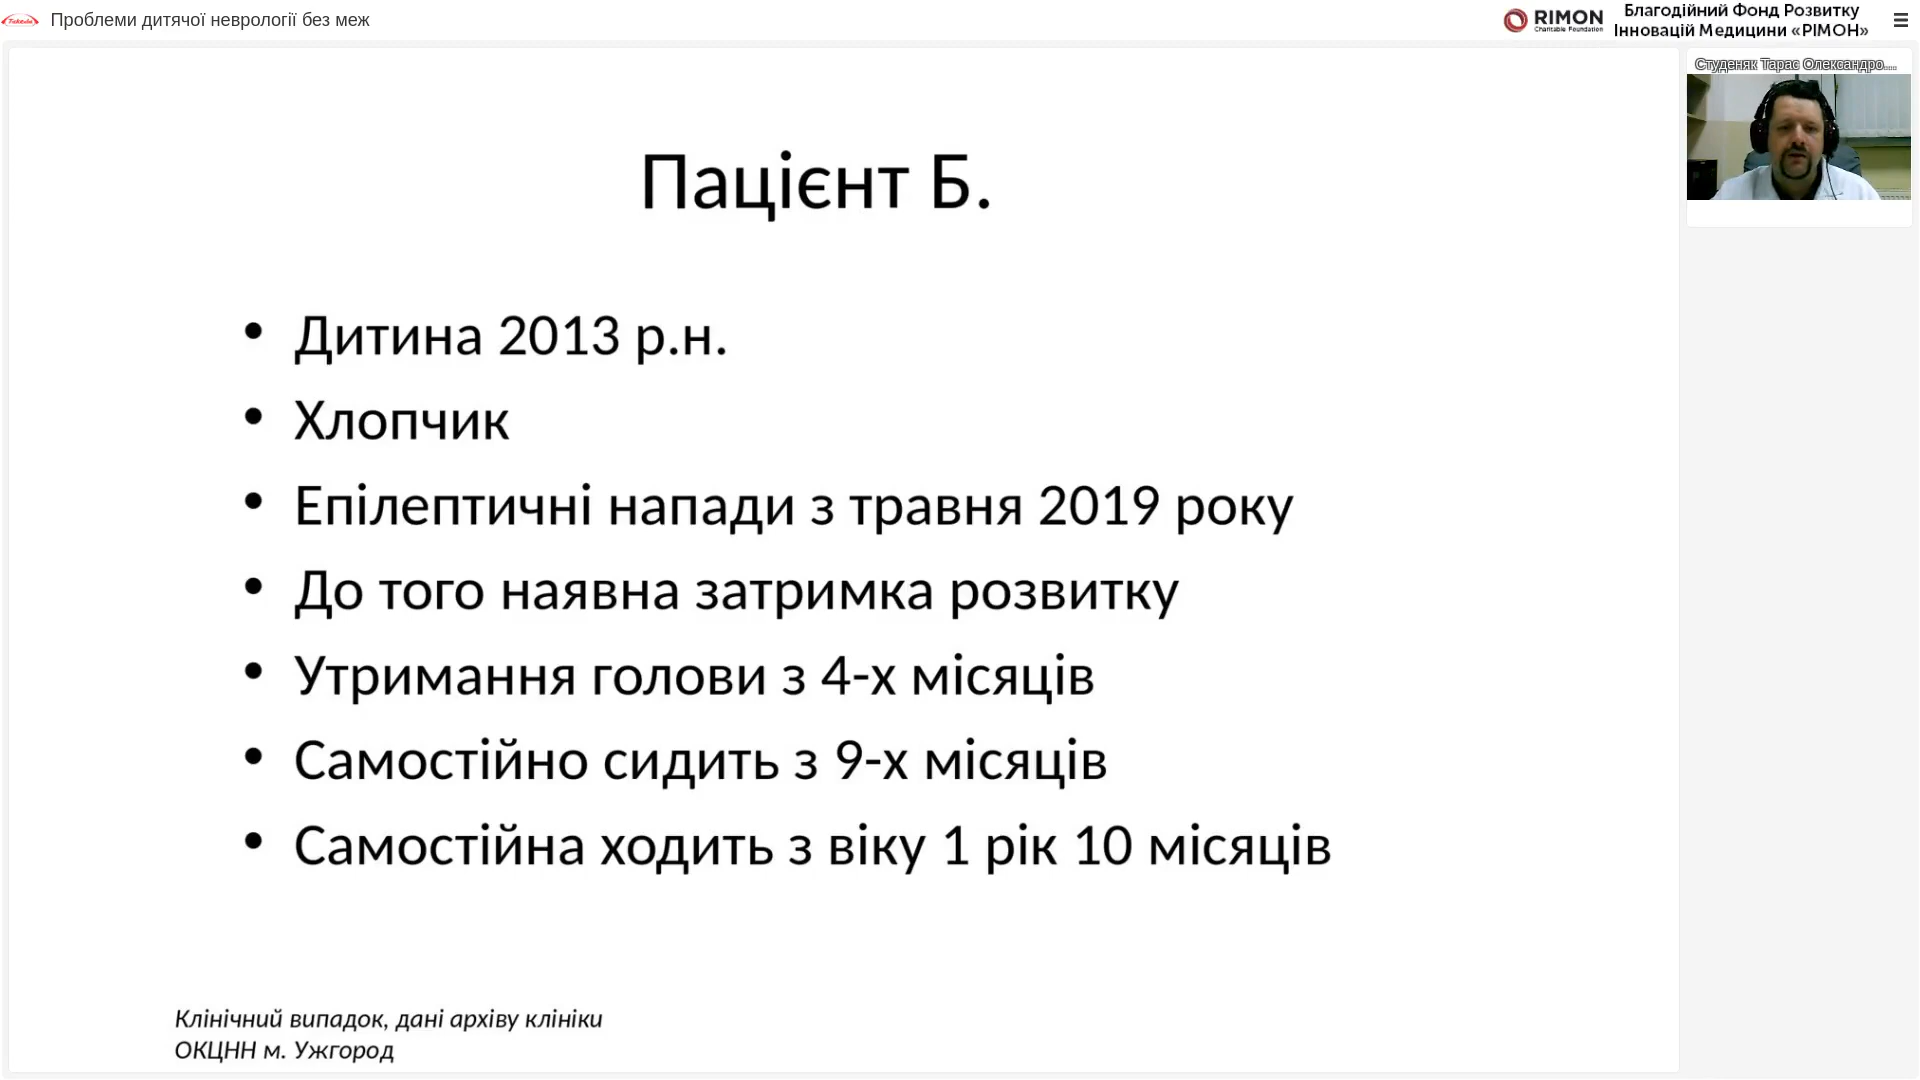 Takeda
Проблеми дитячої неврології без меж
RIMON
Charitable Foundation
Благодійний Фонд Розвитку
Інновацій Медицини «РІМОН»
Студеняк Тарас Олександро...
Пацієнт Б.
• Дитина 2013 р.н.
• Хлопчик
• Епілептичні напади з травня 2019 року
• До того наявна затримка розвитку
• Утримання голови з 4-х місяців
• Самостійно сидить з 9-х місяців
• Самостійна ходить з віку 1 рік 10 місяців
Клінічний випадок, дані архіву клініки
ОКЦНН м. Ужгород